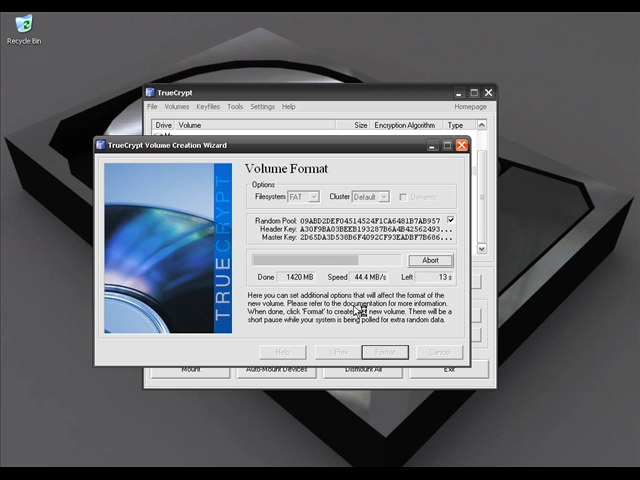 Recycle Bin
TrueCrypt
File Volumes Keyfiles Tools Settings Help Homepage
Drive Volume Size Encryption Algorithm Type
TrueCrypt Volume Creation Wizard
TRUECRYPT
Volume Format
Options
Filesystem FAT Cluster Default Dynamic
Random Pool: 09ABD2DEF04514524F1CA6481B7AB957
Header Key: A30F9BA03BEEB193287B6A4B42562493...
Master Key: 2D65DA3D538B6F4092CF93EADBF7B686...
Abort
Done 1420 MB Speed 44.4 MB/s Left 13 s
Here you can set additional options that will affect the format of the
new volume. Please refer to the documentation for more information.
When done, click 'Format' to create new volume. There will be a
short pause while your system is being polled for extra random data.
Help < Prev Format Cancel
Mount Auto-Mount Devices Dismount All Exit